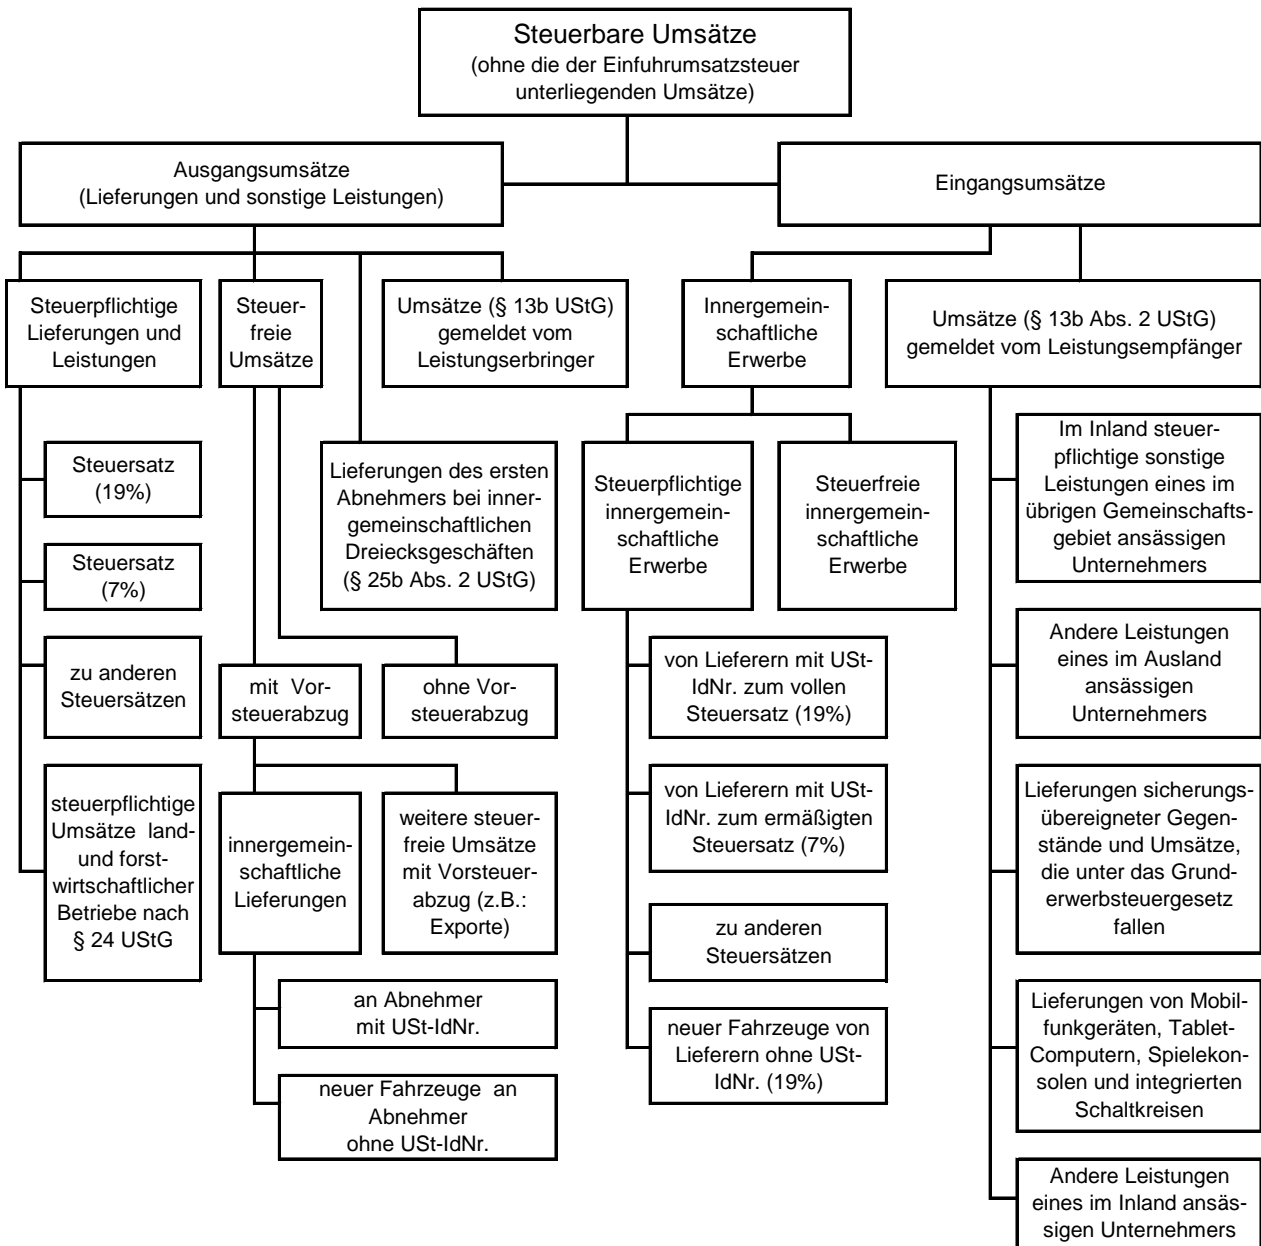 Steuerbare Umsätze
(ohne die der Einfuhrumsatzsteuer
unterliegenden Umsätze)
Ausgangsumsätze
(Lieferungen und sonstige Leistungen)
Eingangsumsätze
Steuerpflichtige
Lieferungen und
Leistungen
Steuer-
freie
Umsätze
Umsätze (§ 13b UStG)
gemeldet vom
Leistungserbringer
Innergemein-
schaftliche
Erwerbe
Umsätze (§ 13b Abs. 2 UStG)
gemeldet vom Leistungsempfänger
Steuersatz
(19%)
Steuersatz
(7%)
zu anderen
Steuersätzen
steuerpflichtige
Umsätze land-
und forst-
wirtschaftlicher
Betriebe nach
§ 24 UStG
Lieferungen des ersten
Abnehmers bei inner-
gemeinschaftlichen
Dreiecksgeschäften
(§ 25b Abs. 2 UStG)
mit Vor-
steuerabzug
ohne Vor-
steuerabzug
innergemein-
schaftliche
Lieferungen
weitere steuer-
freie Umsätze
mit Vorsteuer-
abzug (z.B.:
Exporte)
an Abnehmer
mit USt-IdNr.
neuer Fahrzeuge an
Abnehmer
ohne USt-IdNr.
Steuerpflichtige
innergemein-
schaftliche
Erwerbe
Steuerfreie
innergemein-
schaftliche
Erwerbe
von Lieferern mit USt-
IdNr. zum vollen
Steuersatz (19%)
von Lieferern mit USt-
IdNr. zum ermäßigten
Steuersatz (7%)
zu anderen
Steuersätzen
neuer Fahrzeuge von
Lieferern ohne USt-
IdNr. (19%)
Im Inland steuer-
pflichtige sonstige
Leistungen eines im
übrigen Gemeinschafts-
gebiet ansässigen
Unternehmers
Andere Leistungen
eines im Ausland
ansässigen
Unternehmers
Lieferungen sicherungs-
übereigneter Gegen-
stände und Umsätze,
die unter das Grund-
erwerbsteuergesetz
fallen
Lieferungen von Mobil-
funkgeräten, Tablet-
Computern, Spielekon-
solen und integrierten
Schaltkreisen
Andere Leistungen
eines im Inland ansäs-
sigen Unternehmers